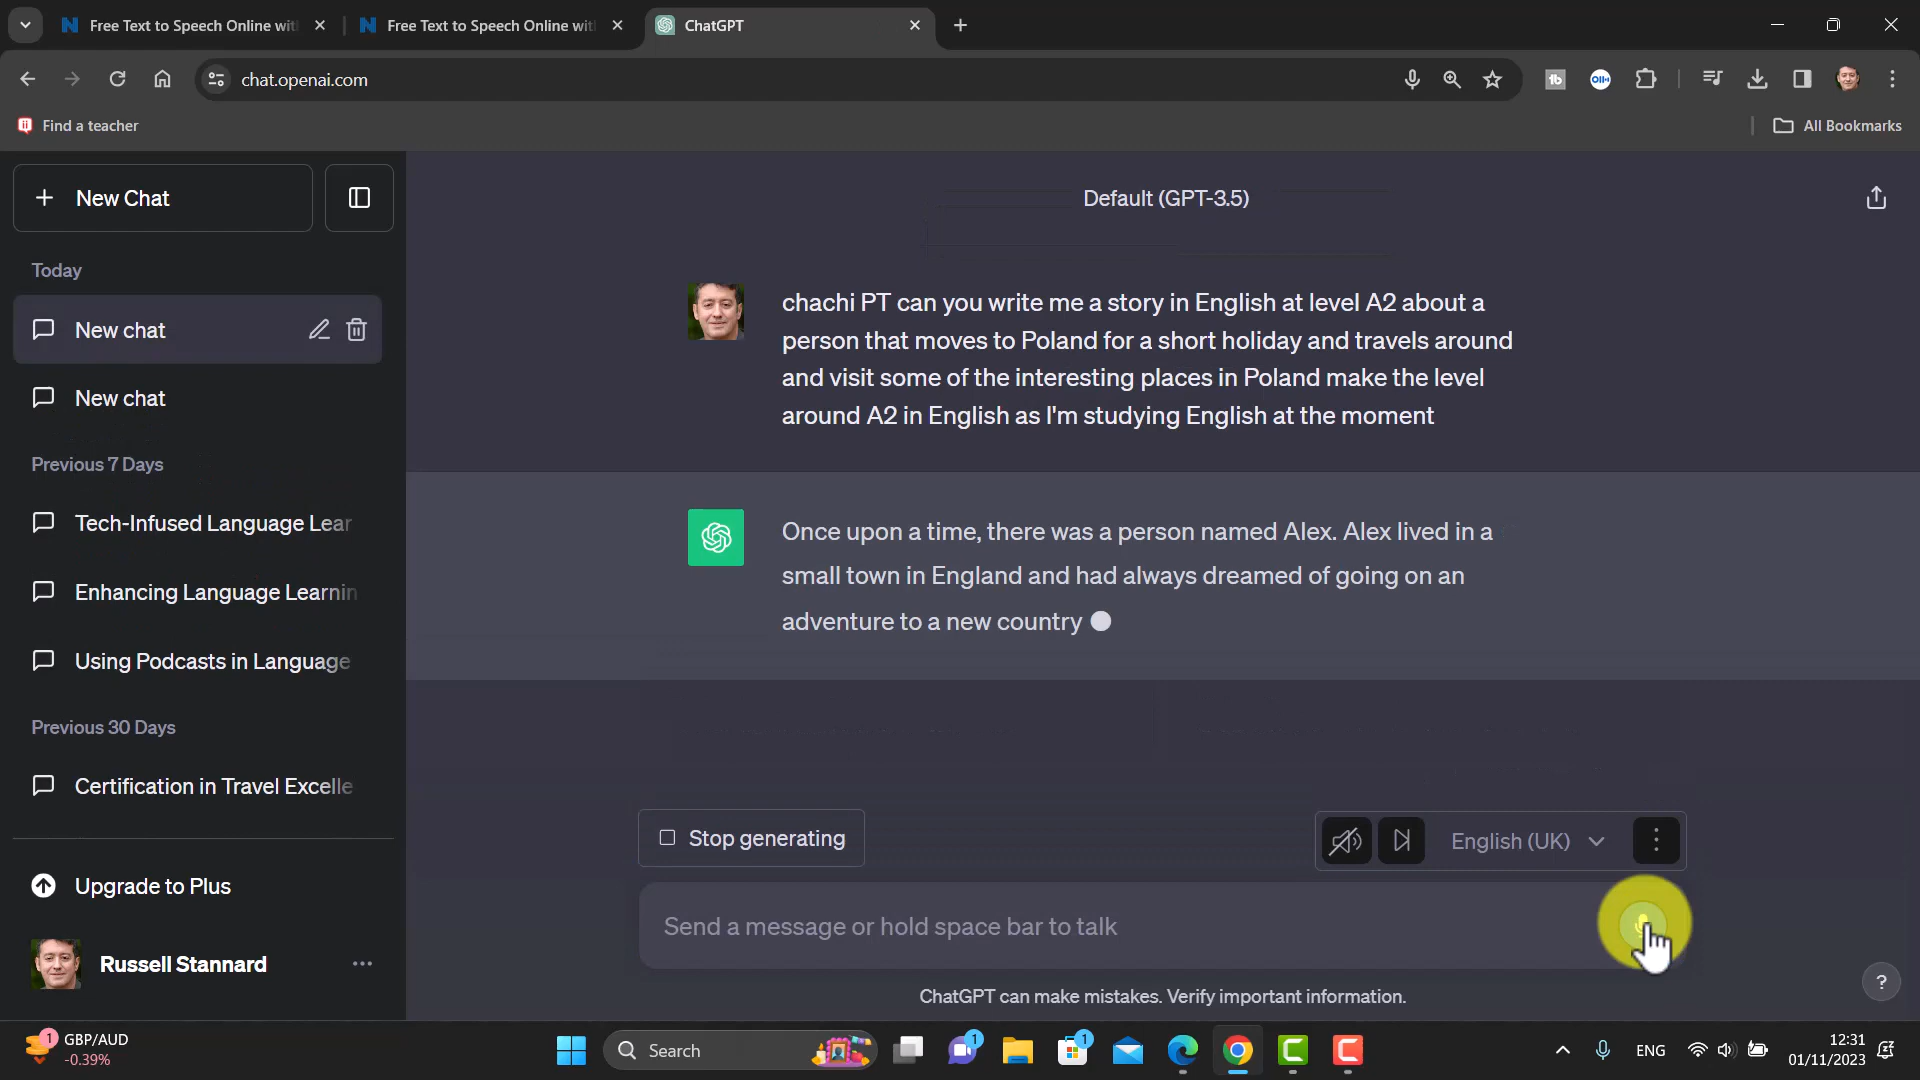 Free Text to Speech Online wit
Free Text to Speech Online wit
ChatGPT
chat.openai.com
Find a teacher
All Bookmarks
New Chat
Default (GPT-3.5)
Today
New chat
New chat
Previous 7 Days
Tech-Infused Language Lear
Enhancing Language Learnin
Using Podcasts in Language
Previous 30 Days
Certification in Travel Excelle
Upgrade to Plus
Russell Stannard
chachi PT can you write me a story in English at level A2 about a
person that moves to Poland for a short holiday and travels around
and visit some of the interesting places in Poland make the level
around A2 in English as I'm studying English at the moment
Once upon a time, there was a person named Alex. Alex lived in a
small town in England and had always dreamed of going on an
adventure to a new country
Stop generating
English (UK)
Send a message or hold space bar to talk
ChatGPT can make mistakes. Verify important information.
?
1
GBP/AUD
-0.39%
Search
1
1
ENG
12:31
01/11/2023